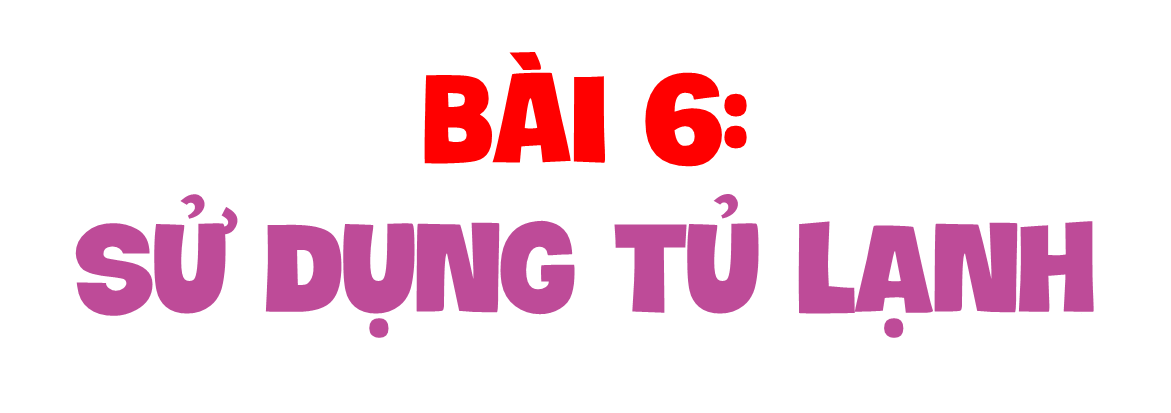 BÀI 6:
SỬ DỤNG TỦ LẠNH